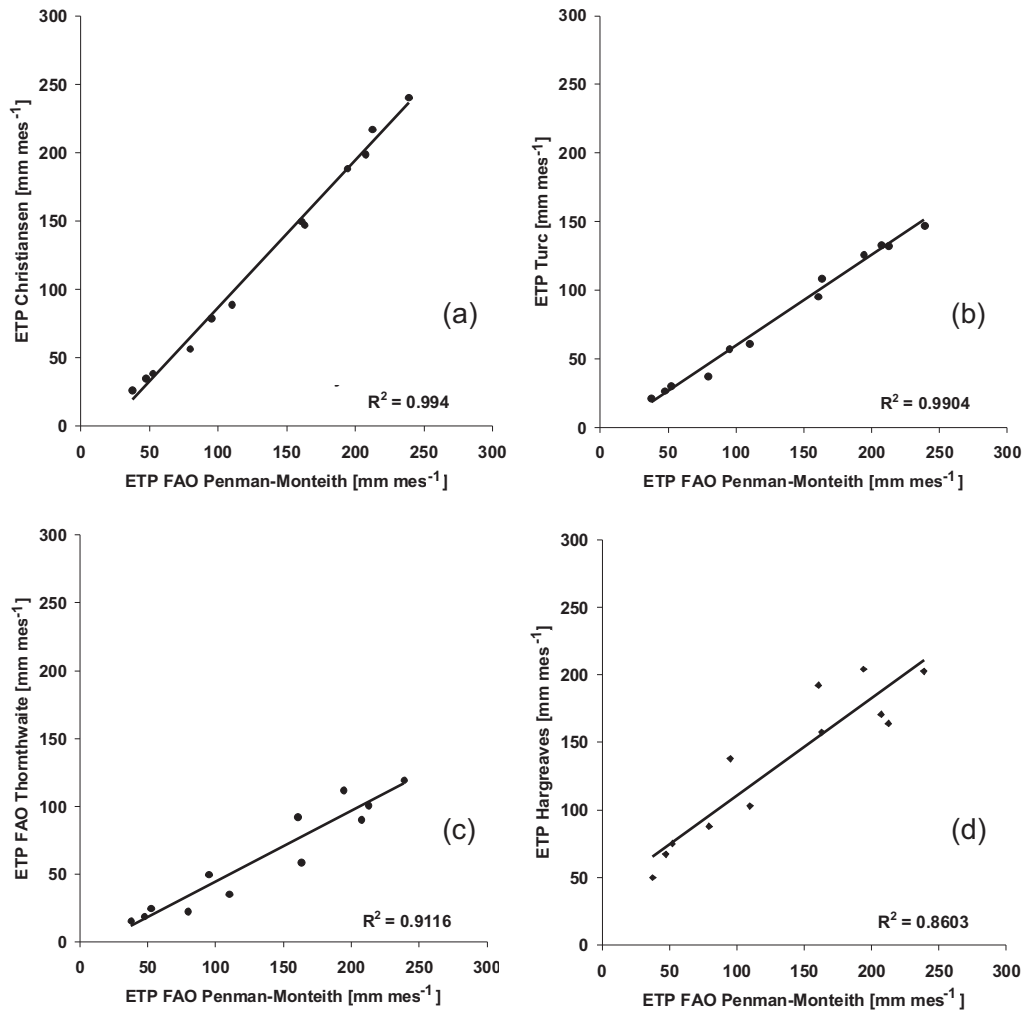 300
250
200
150
100
50
0
ETP Christiansen [mm mes-1]
(a)
R2 = 0.994
0 50 100 150 200 250 300
ETP FAO Penman-Monteith [mm mes-1]
300
250
200
150
100
50
0
ETP Turc [mm mes-1]
(b)
R2 = 0.9904
0 50 100 150 200 250 300
ETP FAO Penman-Monteith [mm mes-1]
300
250
200
150
100
50
0
ETP FAO Thornthwaite [mm mes-1]
(c)
R2 = 0.9116
0 50 100 150 200 250 300
ETP FAO Penman-Monteith [mm mes-1]
300
250
200
150
100
50
0
ETP Hargreaves [mm mes-1]
(d)
R2 = 0.8603
0 50 100 150 200 250 300
ETP FAO Penman-Monteith [mm mes-1]